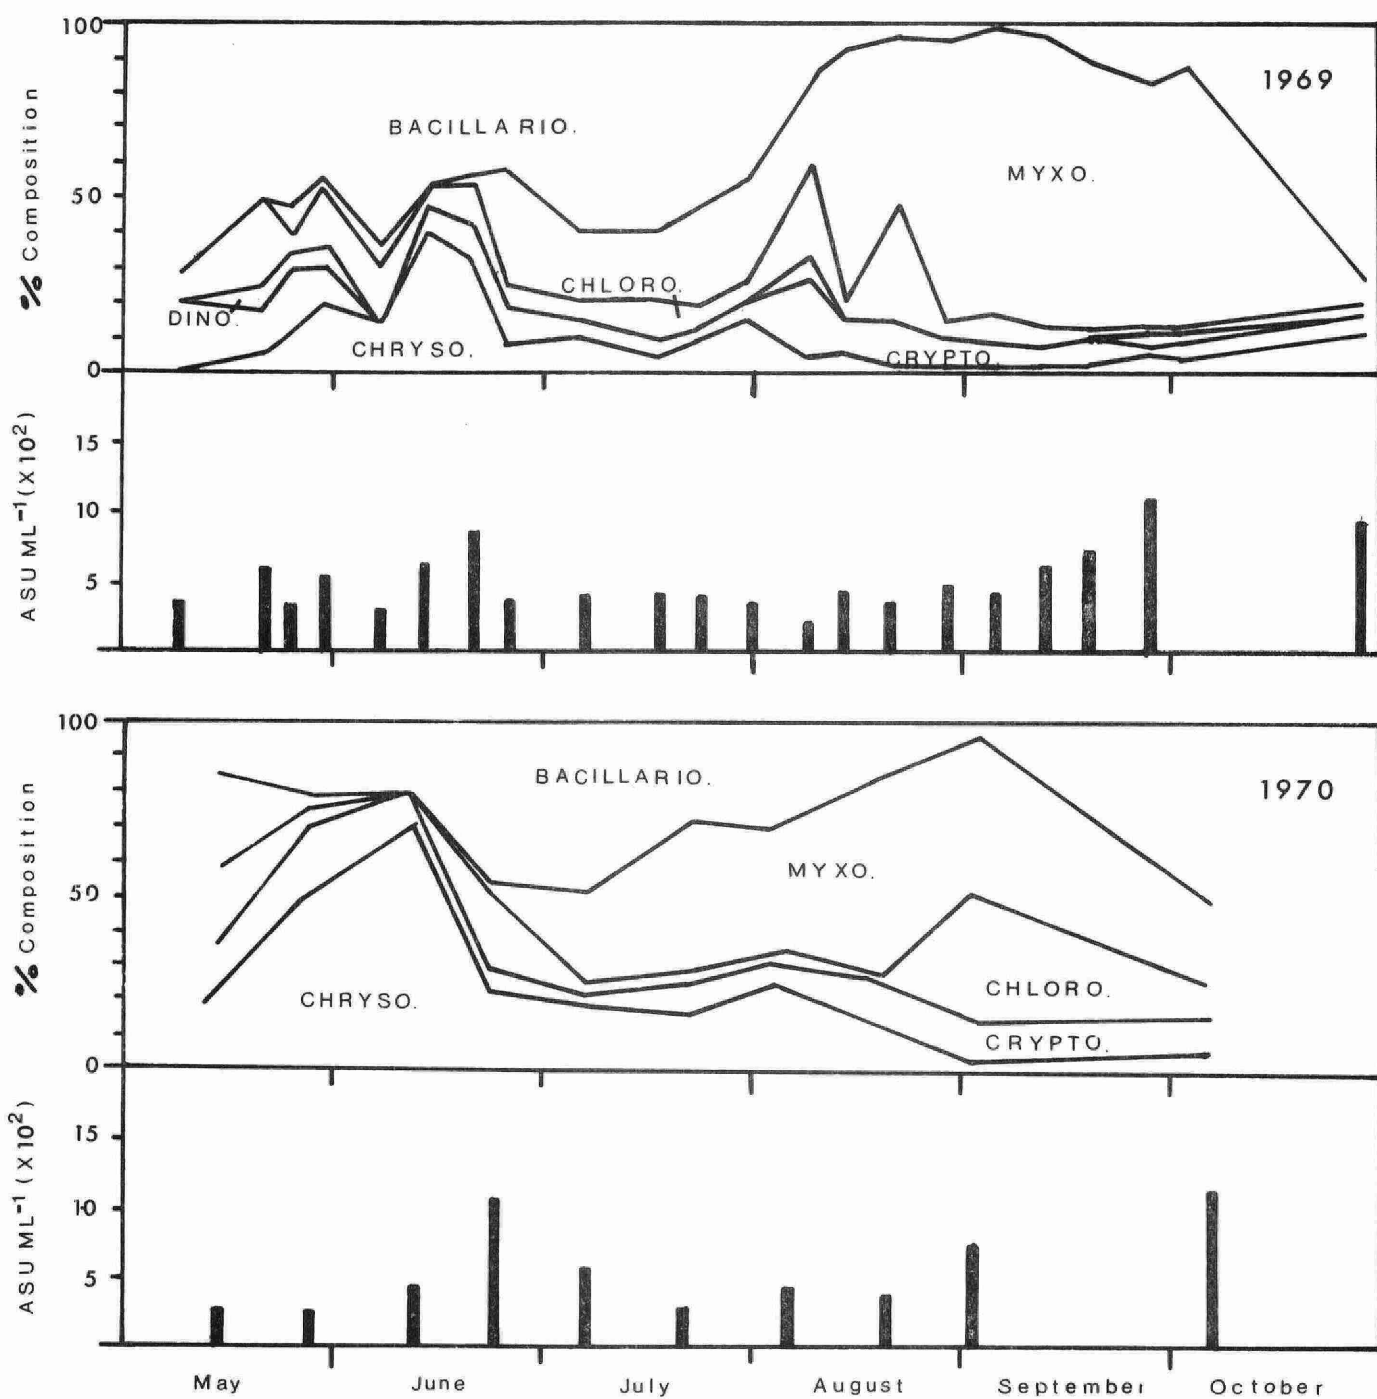 100
50
0
% Composition
1969
BACILLARIO.
MYXO.
CHLORO.
DINO.
CHRYSO.
CRYPTO.
15
10
5
ASU ML⁻¹ (X10²)
100
50
0
% Composition
1970
BACILLARIO.
MYXO.
CHRYSO.
CHLORO.
CRYPTO.
15
10
5
ASU ML⁻¹ (X10²)
May June July August September October